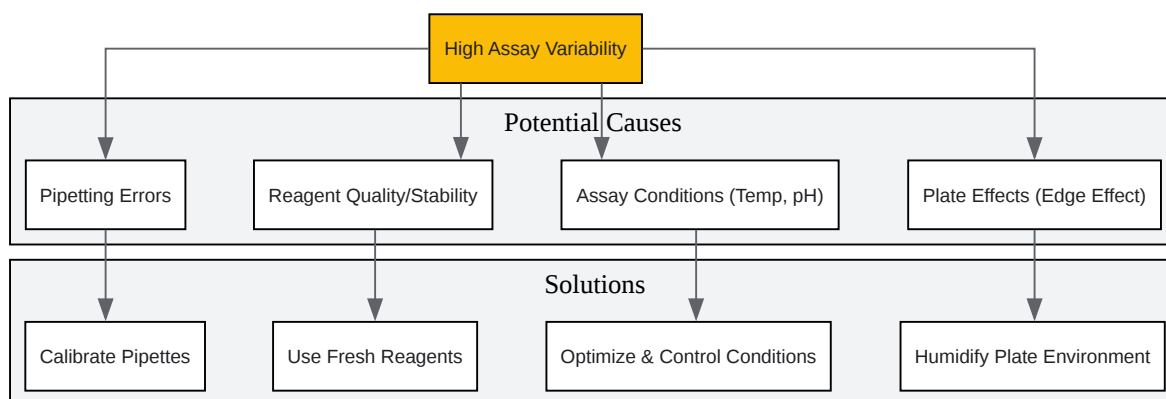 High Assay Variability
Potential Causes
Pipetting Errors
Reagent Quality/Stability
Assay Conditions (Temp, pH)
Plate Effects (Edge Effect)
Solutions
Calibrate Pipettes
Use Fresh Reagents
Optimize & Control Conditions
Humidify Plate Environment